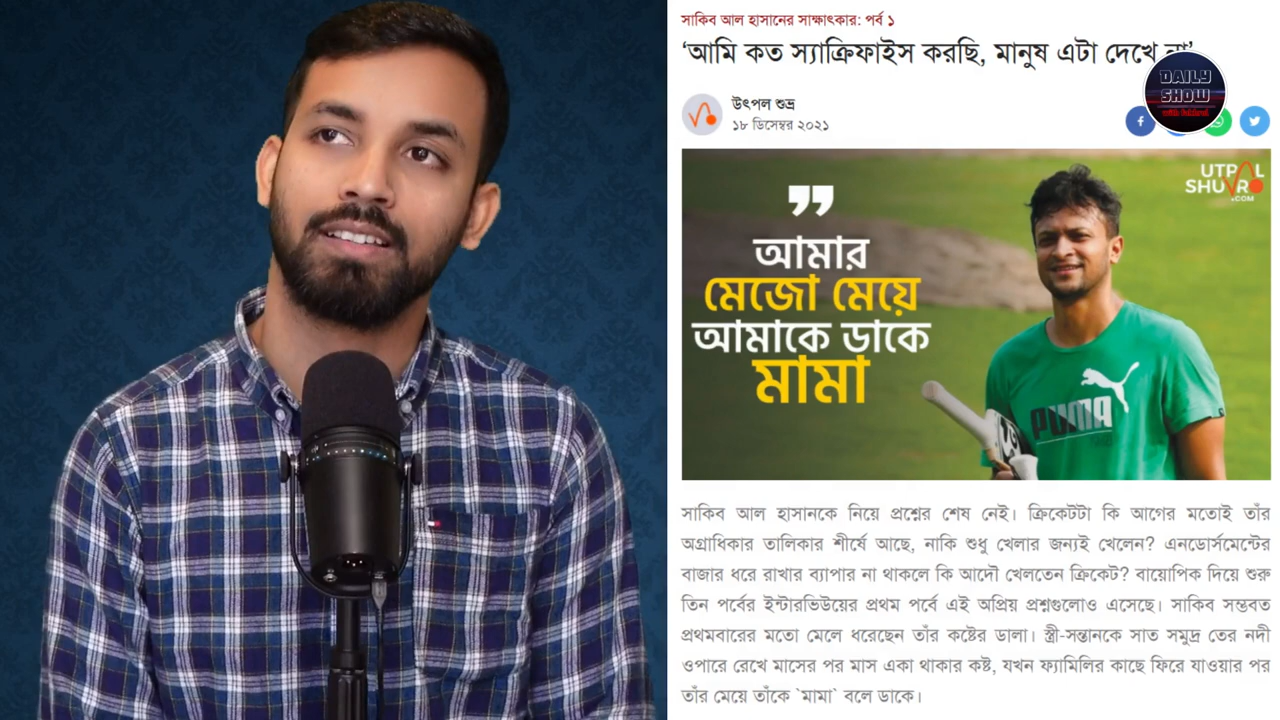 সাকিব আল হাসানের সাক্ষাৎকার: পর্ব ১
‘আমি কত স্যাক্রিফাইস করছি, মানুষ এটা দেখে না’
উৎপল শুভ্র
১৮ ডিসেম্বর ২০২১
DAILY
SHOW
UTPAL
SHUVRO
.COM
”
আমার
মেজো মেয়ে
আমাকে ডাকে
মামা
PUMA
সাকিব আল হাসানকে নিয়ে প্রশ্নের শেষ নেই। ক্রিকেটটা কি আগের মতোই তাঁর
অগ্রাধিকার তালিকার শীর্ষে আছে, নাকি শুধু খেলার জন্যই খেলেন? এনডোর্সমেন্টের
বাজার ধরে রাখার ব্যাপার না থাকলে কি আদৌ খেলতেন ক্রিকেট? বায়োপিক দিয়ে শুরু
তিন পর্বের ইন্টারভিউয়ের প্রথম পর্বে এই অপ্রিয় প্রশ্নগুলোও এসেছে। সাকিব সম্ভবত
প্রথমবারের মতো মেলে ধরেছেন তাঁর কষ্টের ডালা। স্ত্রী-সন্তানকে সাত সমুদ্র তের নদী
ওপারে রেখে মাসের পর মাস একা থাকার কষ্ট, যখন ফ্যামিলির কাছে ফিরে যাওয়ার পর
তাঁর মেয়ে তাঁকে `মামা` বলে ডাকে।